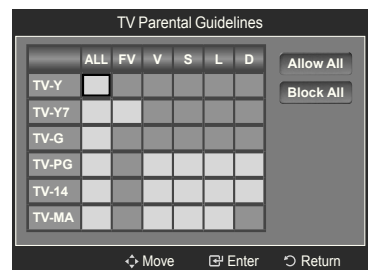 TV Parental Guidelines
ALL FV V S L D
Allow All
TV-Y
Block All
TV-Y7
TV-G
TV-PG
TV-14
TV-MA
Move Enter Return